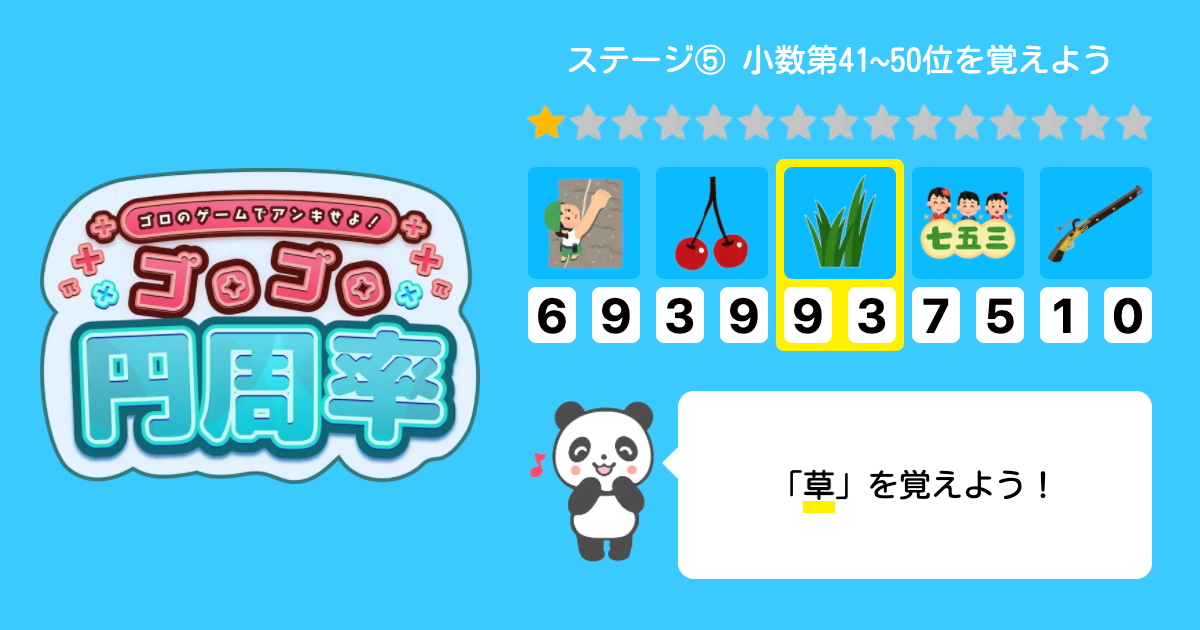 ステージ⑤ 小数第41~50位を覚えよう
ゴロのゲームでアンキせよ!
ゴロゴロ
円周率
七五三
6 9 3 9 9 3 7 5 1 0
「草」を覚えよう！